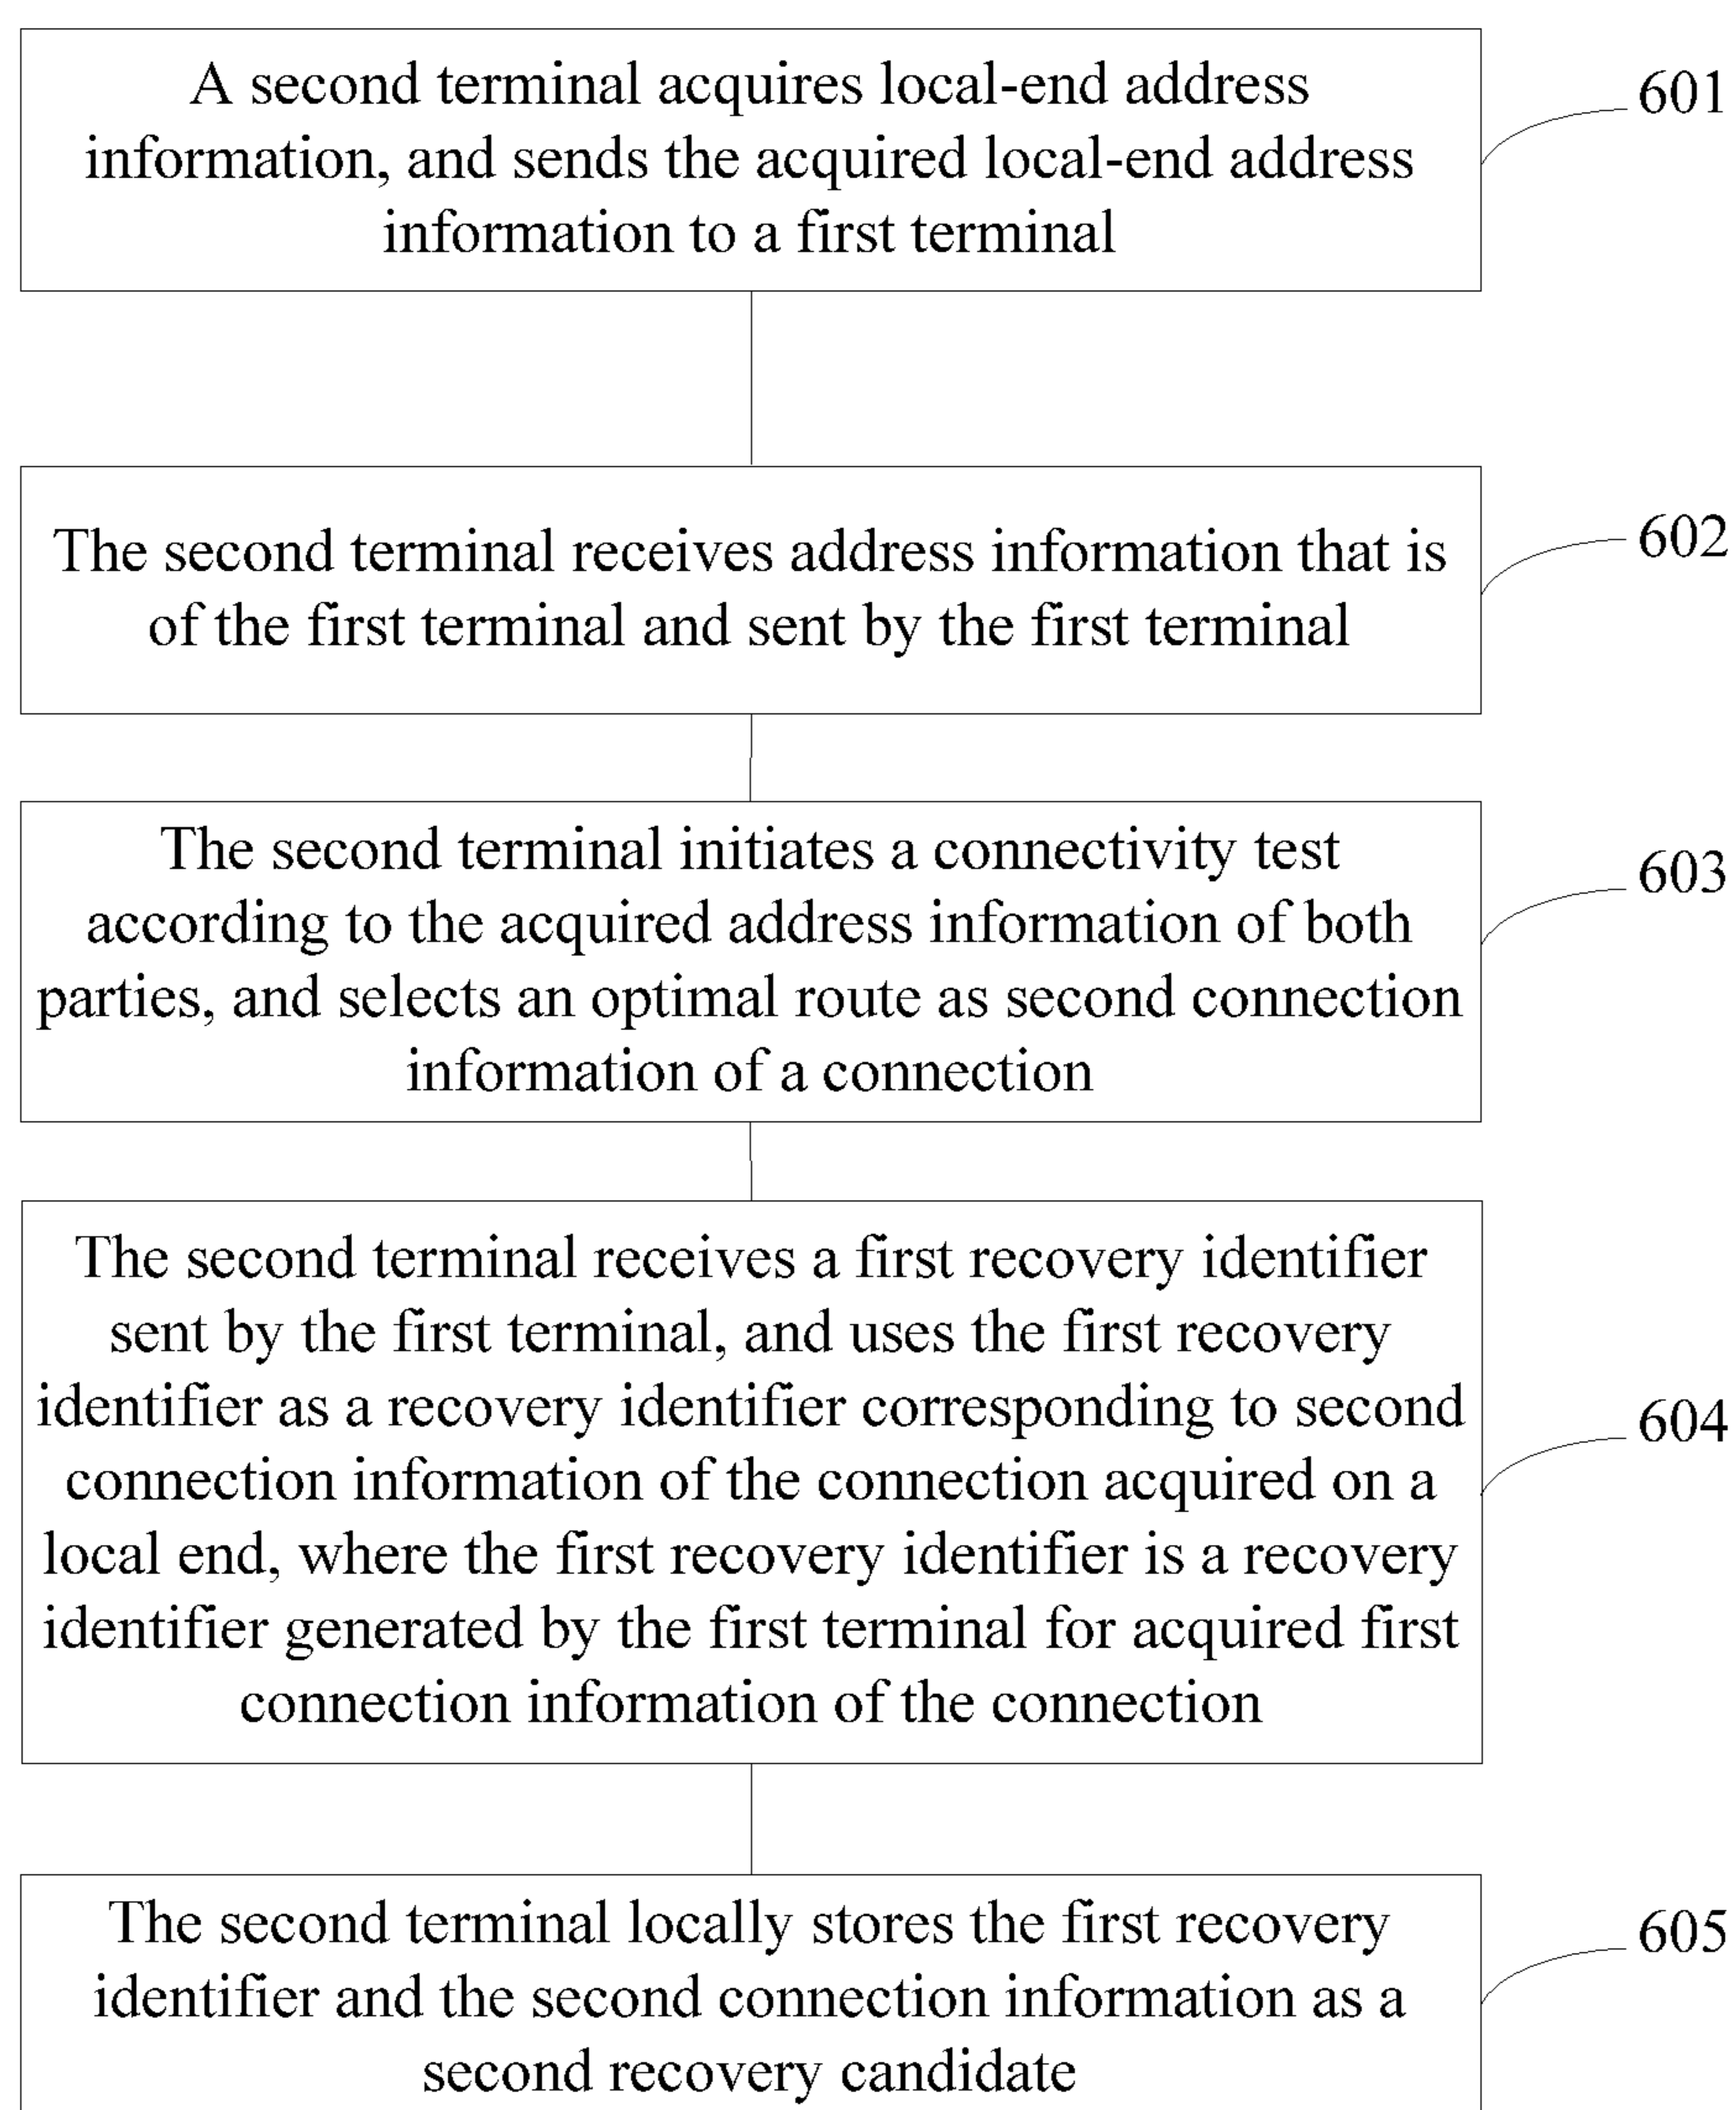 A second terminal acquires local-end address
information, and sends the acquired local-end address
information to a first terminal
601
The second terminal receives address information that is
of the first terminal and sent by the first terminal
602
The second terminal initiates a connectivity test
according to the acquired address information of both
parties, and selects an optimal route as second connection
information of a connection
603
The second terminal receives a first recovery identifier
sent by the first terminal, and uses the first recovery
identifier as a recovery identifier corresponding to second
connection information of the connection acquired on a
local end, where the first recovery identifier is a recovery
identifier generated by the first terminal for acquired first
connection information of the connection
604
The second terminal locally stores the first recovery
identifier and the second connection information as a
second recovery candidate
605